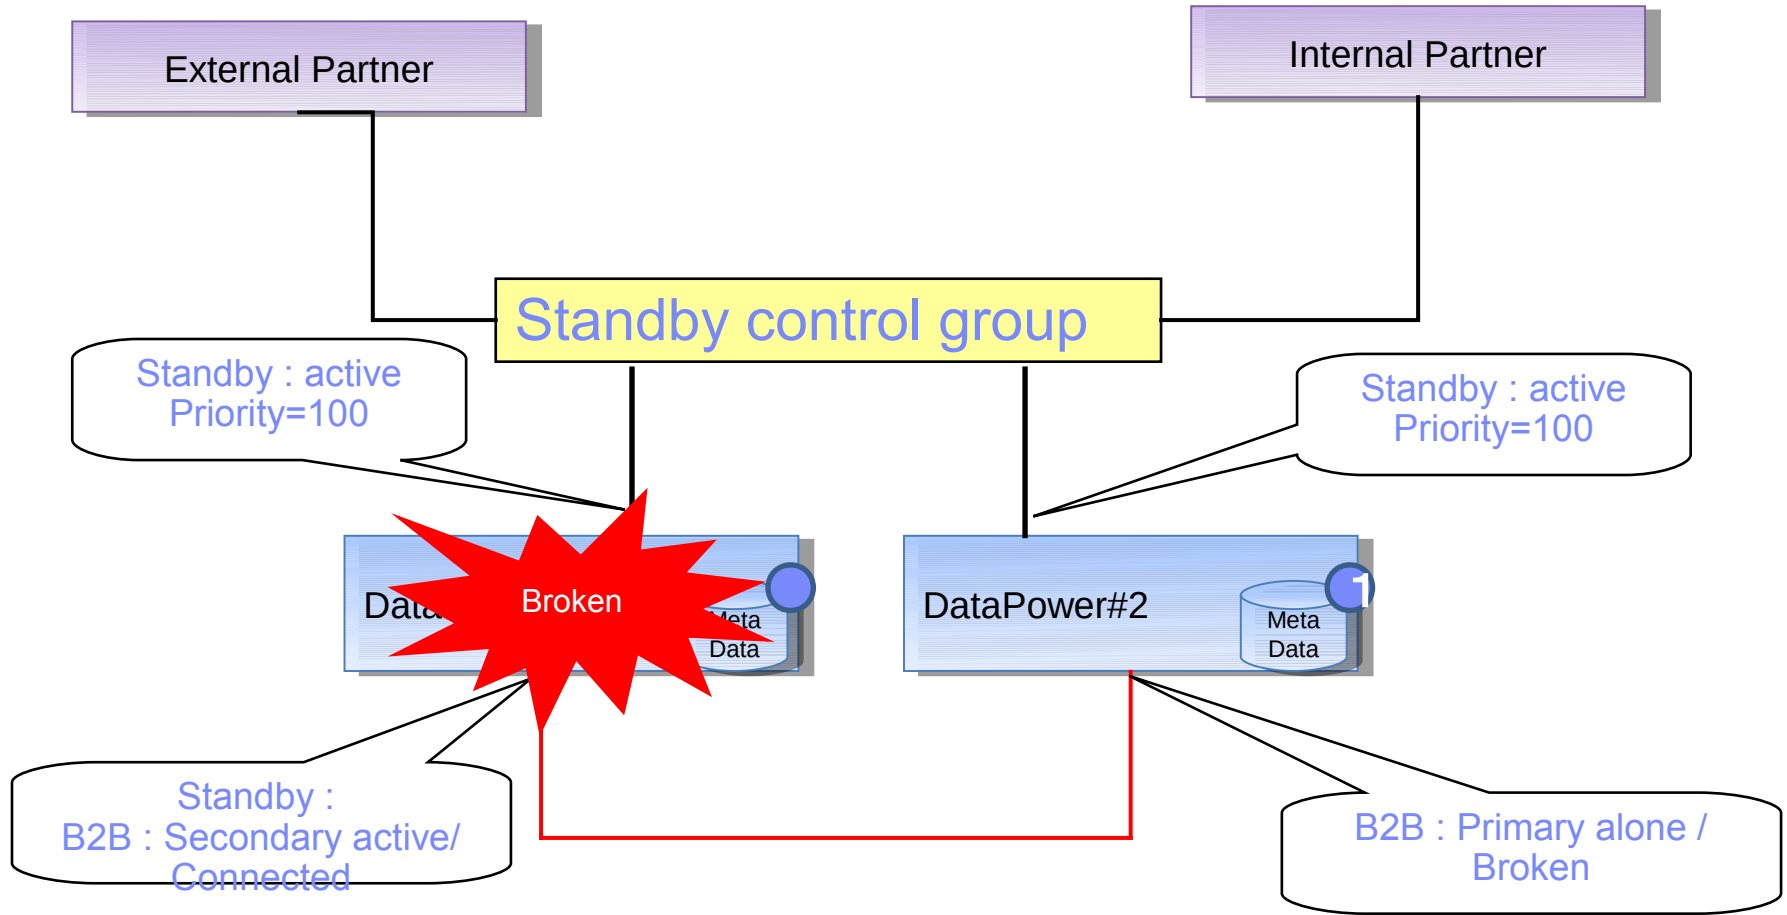 External Partner
Internal Partner
Standby control group
Standby : active
Priority=100
Standby : active
Priority=100
Data
Broken
Meta
Data
DataPower#2
1
Meta
Data
Standby :
B2B : Secondary active/
Connected
B2B : Primary alone /
Broken